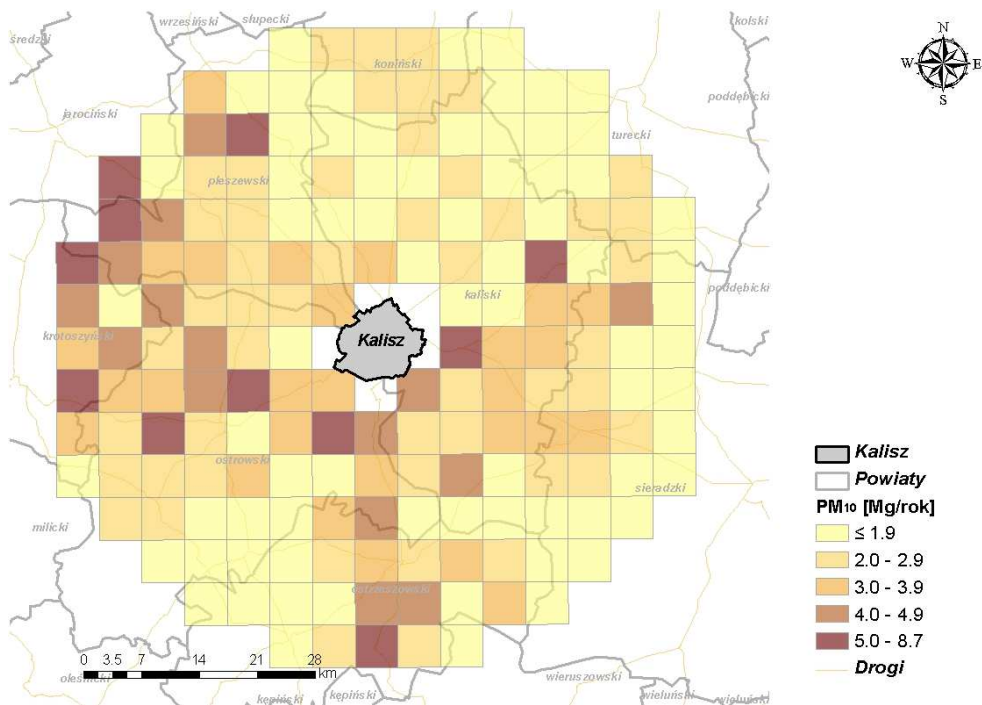 wrzesiński
słupecki
kolski
średzki
koniński
N
W
E
S
poddębicki
jarociński
turecki
pleszewski
poddębicki
kaliski
krotoszyński
Kalisz
ostrowski
sieradzki
milicki
ostrzeszowski
0 3.5 7 14 21 28
km
oleśnicki
kępiński
kępiński
wieruszowski
wieluński
wieluński
Kalisz
Powiaty
PM10 [Mg/rok]
≤ 1.9
2.0 - 2.9
3.0 - 3.9
4.0 - 4.9
5.0 - 8.7
Drogi